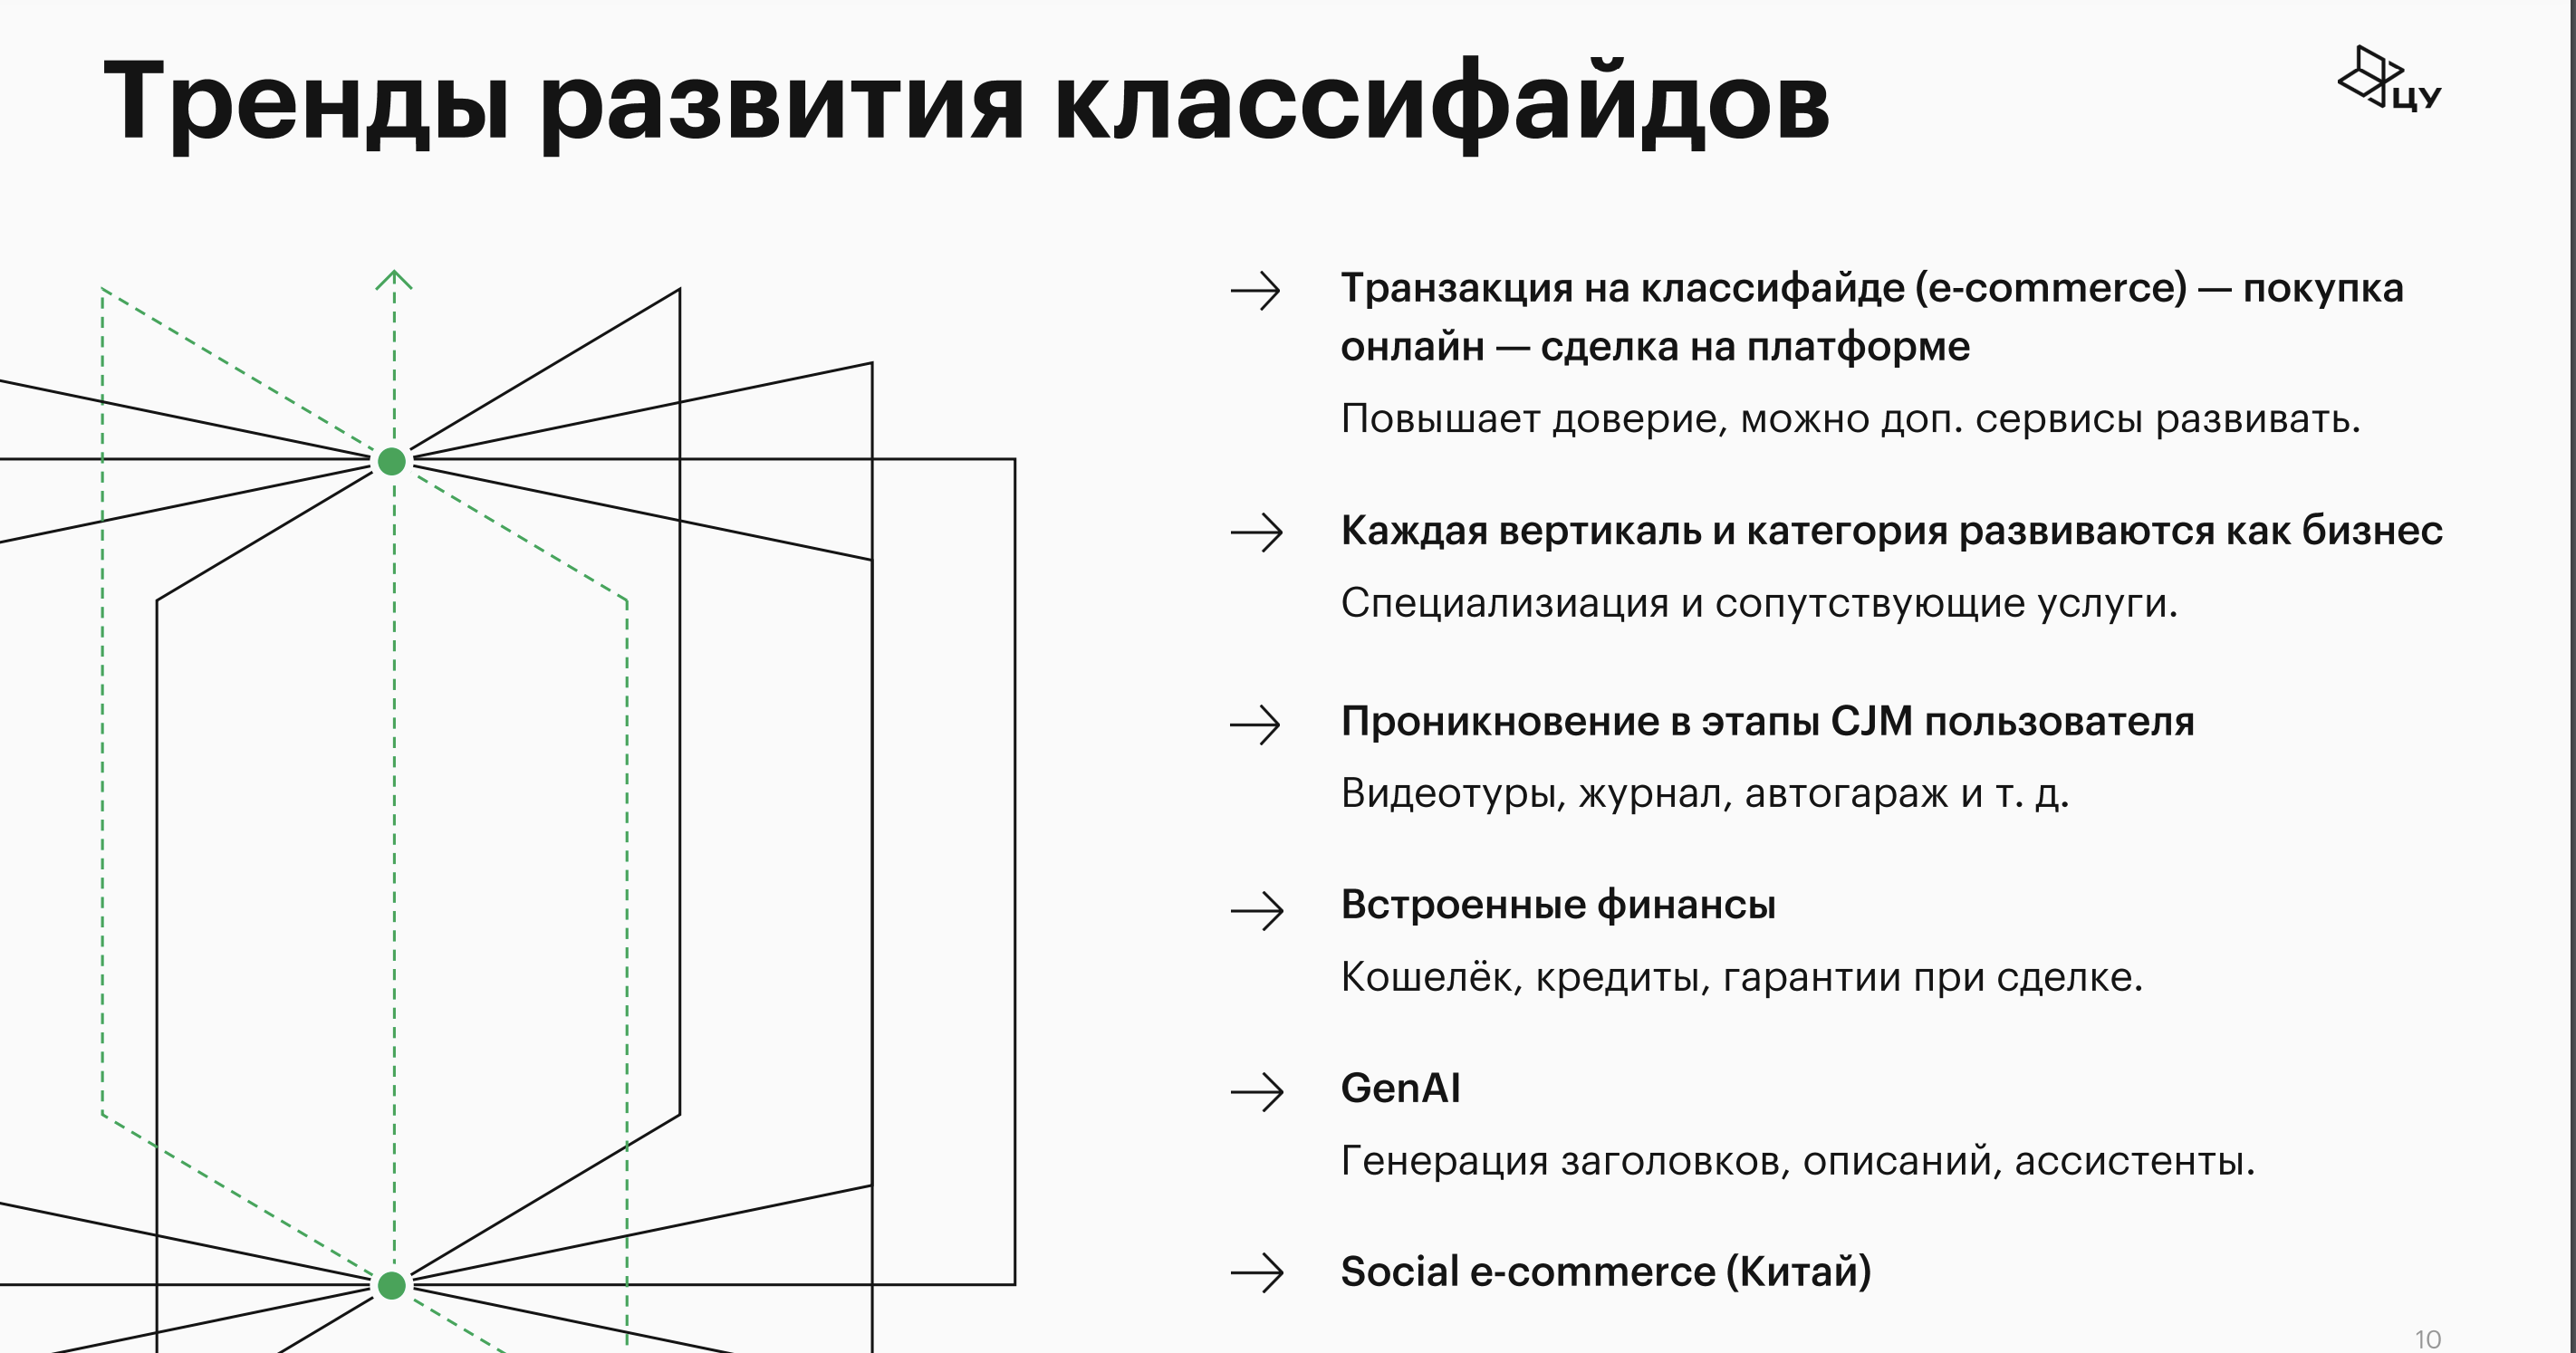 Тренды развития классифайдов
ЦУ
Транзакция на классифайде (e-commerce) — покупка
онлайн — сделка на платформе
Повышает доверие, можно доп. сервисы развивать.
Каждая вертикаль и категория развиваются как бизнес
Специализиация и сопутствующие услуги.
Проникновение в этапы CJM пользователя
Видеотуры, журнал, автогараж и т. д.
Встроенные финансы
Кошелёк, кредиты, гарантии при сделке.
GenAI
Генерация заголовков, описаний, ассистенты.
Social e-commerce (Китай)
10